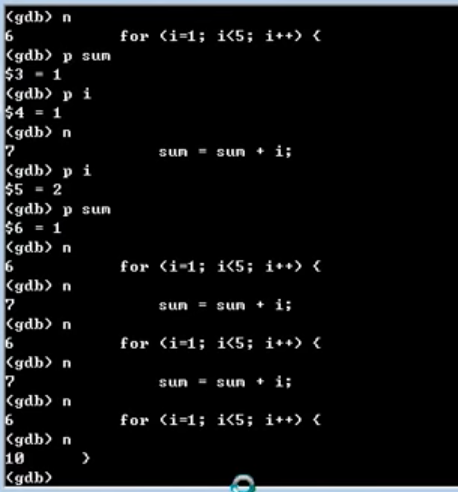 (gdb) n
6 for (i=1; i<5; i++) {
(gdb) p sum
$3 = 1
(gdb) p i
$4 = 1
(gdb) n
7 sum = sum + i;
(gdb) p i
$5 = 2
(gdb) p sum
$6 = 1
(gdb) n
6 for (i=1; i<5; i++) {
(gdb) n
7 sum = sum + i;
(gdb) n
6 for (i=1; i<5; i++) {
(gdb) n
7 sum = sum + i;
(gdb) n
6 for (i=1; i<5; i++) {
(gdb) n
10 }
(gdb)